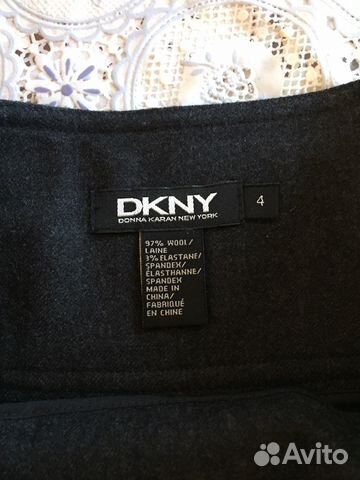 DKNY
DONNA KARAN NEW YORK
4
97% WOOL/
LAINE
3% ELASTANE/
SPANDEX/
ÉLASTHANNE/
SPANDEX
MADE IN
CHINA/
FABRIQUÉ
EN CHINE
Avito